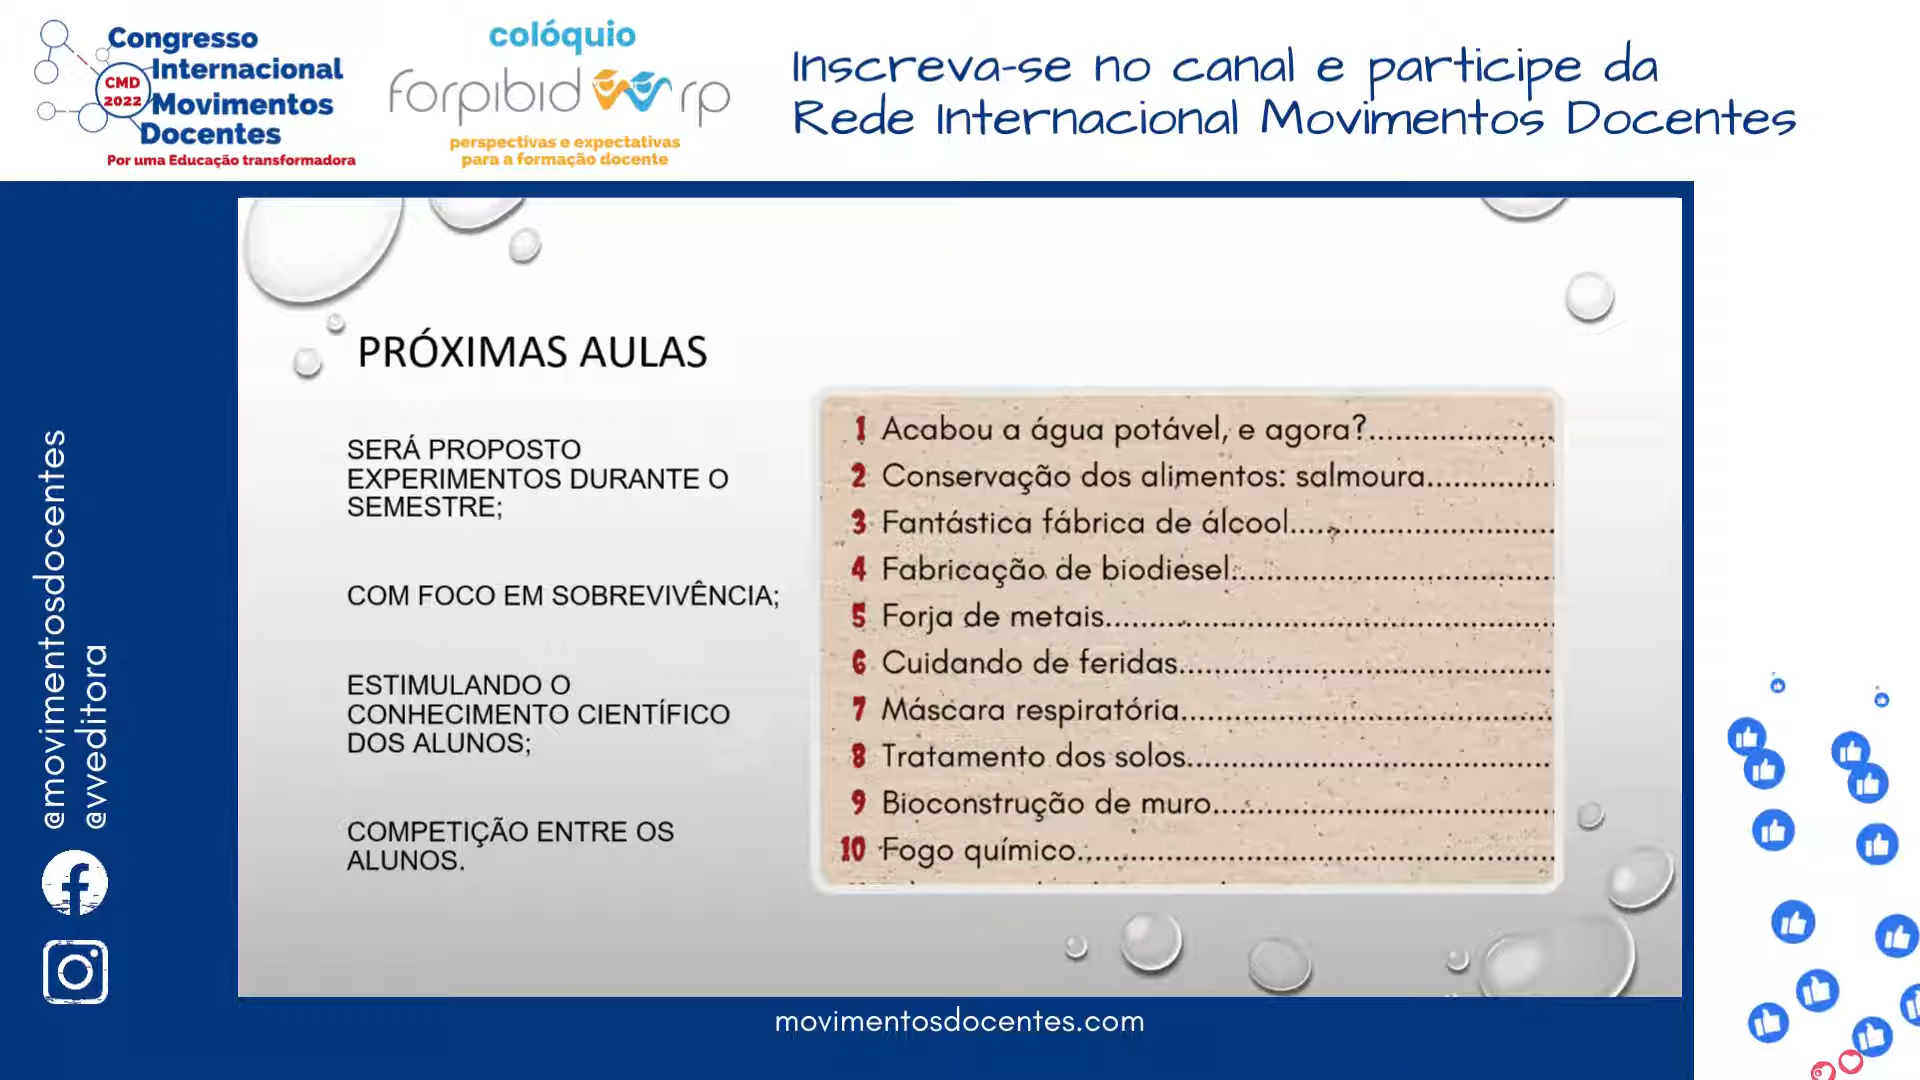 Congresso
Internacional
CMD
2022
Movimentos
Docentes
Por uma Educação transformadora
colóquio
forpibid rp
perspectivas e expectativas
para a formação docente
Inscreva-se no canal e participe da
Rede Internacional Movimentos Docentes
@movimentosdocentes
@vveditora
PRÓXIMAS AULAS
SERÁ PROPOSTO
EXPERIMENTOS DURANTE O
SEMESTRE;
COM FOCO EM SOBREVIVÊNCIA;
ESTIMULANDO O
CONHECIMENTO CIENTÍFICO
DOS ALUNOS;
COMPETIÇÃO ENTRE OS
ALUNOS.
1 Acabou a água potável, e agora?....................
2 Conservação dos alimentos: salmoura..............
3 Fantástica fábrica de álcool.............................
4 Fabricação de biodiesel...................................
5 Forja de metais................................................
6 Cuidando de feridas........................................
7 Máscara respiratória........................................
8 Tratamento dos solos.......................................
9 Bioconstrução de muro....................................
10 Fogo químico..................................................
movimentosdocentes.com